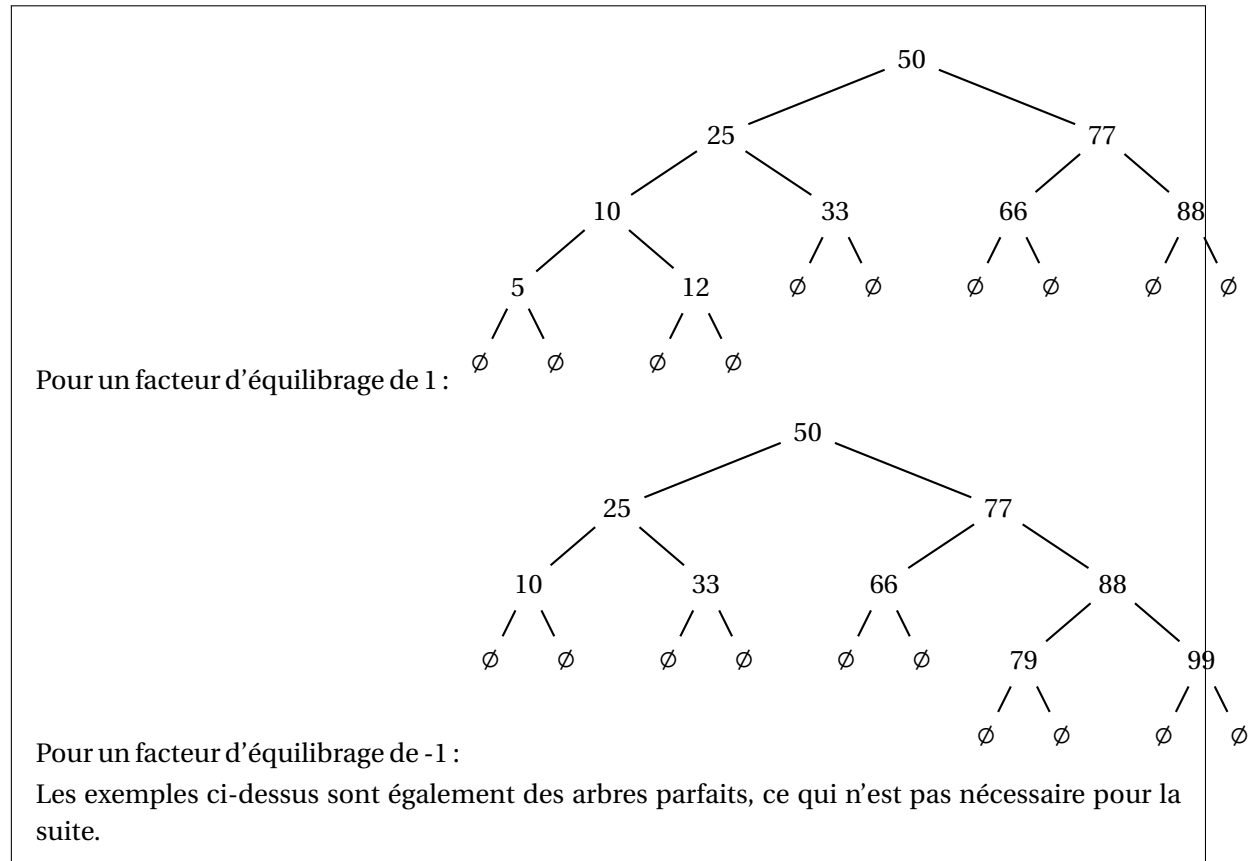 50
25 77
10 33 66 88
5 12 ∅ ∅ ∅ ∅ ∅ ∅
∅ ∅ ∅ ∅
Pour un facteur d'équilibrage de 1 :
50
25 77
10 33 66 88
∅ ∅ ∅ ∅ ∅ ∅ 79 99
∅ ∅ ∅ ∅
Pour un facteur d'équilibrage de -1 :
Les exemples ci-dessus sont également des arbres parfaits, ce qui n'est pas nécessaire pour la
suite.